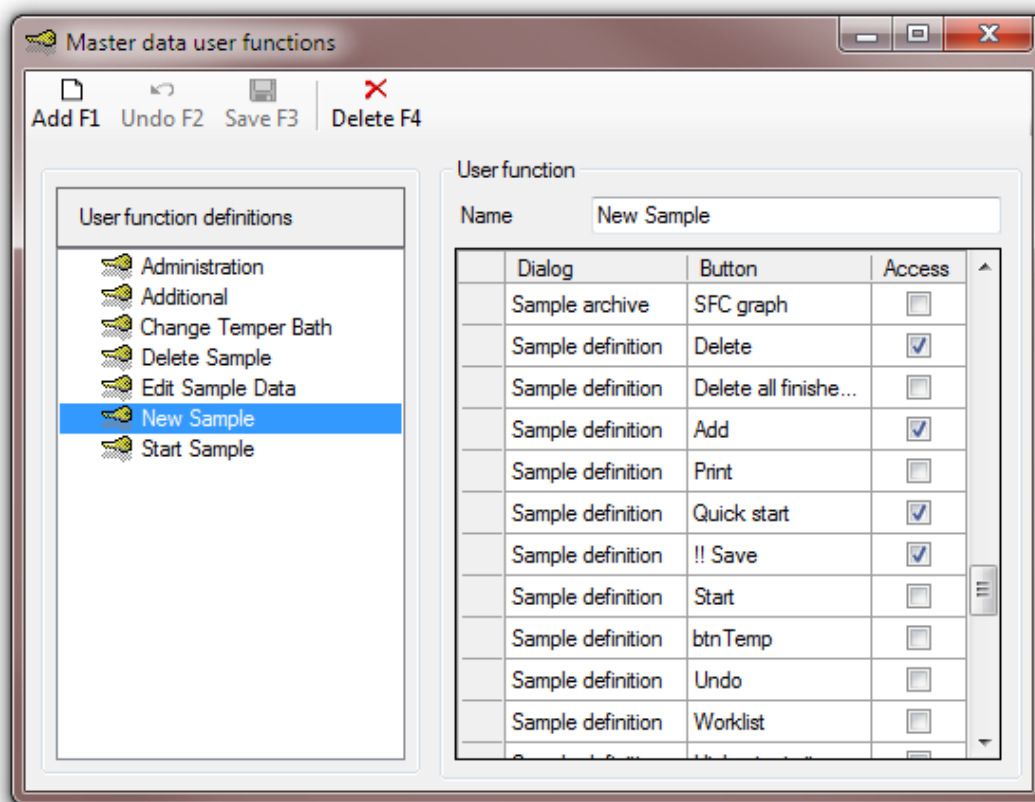 Master data user functions
Add F1 Undo F2 Save F3 Delete F4
User function definitions
Administration
Additional
Change Temper Bath
Delete Sample
Edit Sample Data
New Sample
Start Sample
User function
Name New Sample
Dialog Button Access
Sample archive SFC graph
Sample definition Delete
Sample definition Delete all finishe...
Sample definition Add
Sample definition Print
Sample definition Quick start
Sample definition !! Save
Sample definition Start
Sample definition btnTemp
Sample definition Undo
Sample definition Worklist